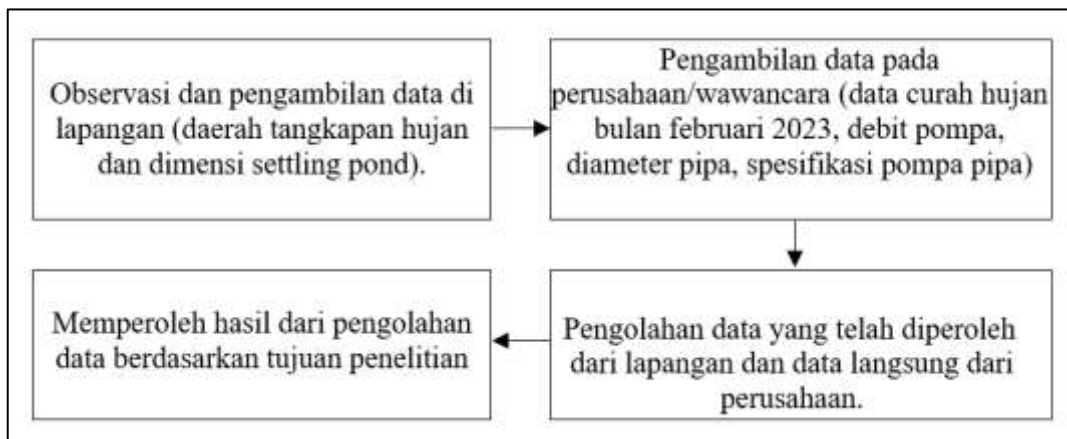 Observasi dan pengambilan data di
lapangan (daerah tangkapan hujan
dan dimensi settling pond).
Pengambilan data pada
perusahaan/wawancara (data curah hujan
bulan februari 2023, debit pompa,
diameter pipa, spesifikasi pompa pipa)
Pengolahan data yang telah diperoleh
dari lapangan dan data langsung dari
perusahaan.
Memperoleh hasil dari pengolahan
data berdasarkan tujuan penelitian